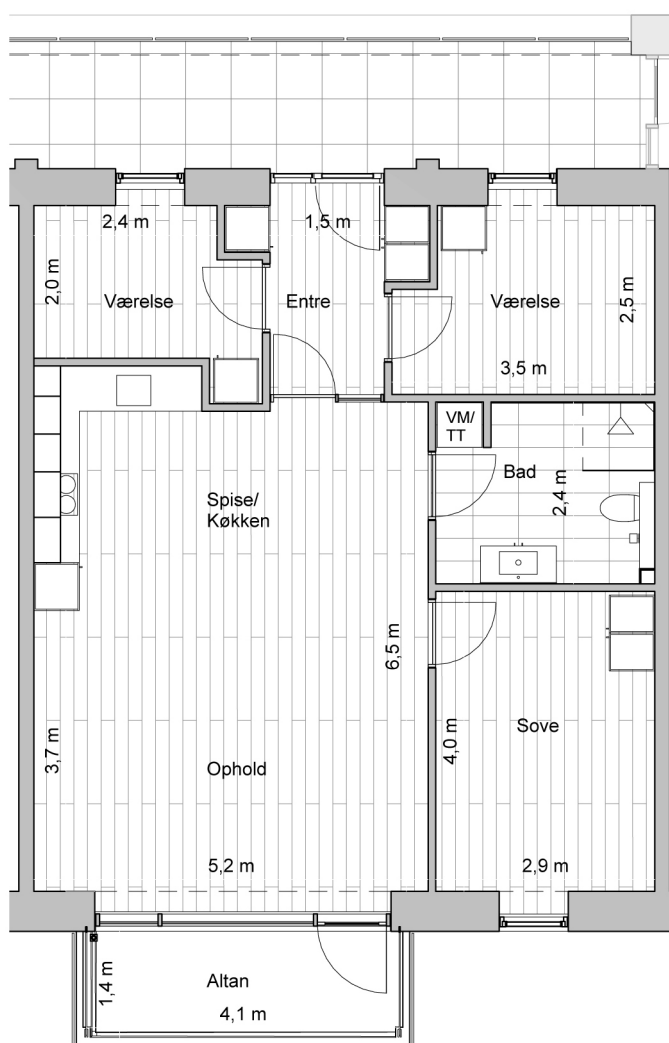 2,4 m
1,5 m
2,0 m
Værelse
Entre
Værelse
2,5 m
3,5 m
VM/
TT
Bad
2,4 m
Spise/
Køkken
6,5 m
3,7 m
Ophold
4,0 m
Sove
5,2 m
2,9 m
1,4 m
Altan
4,1 m